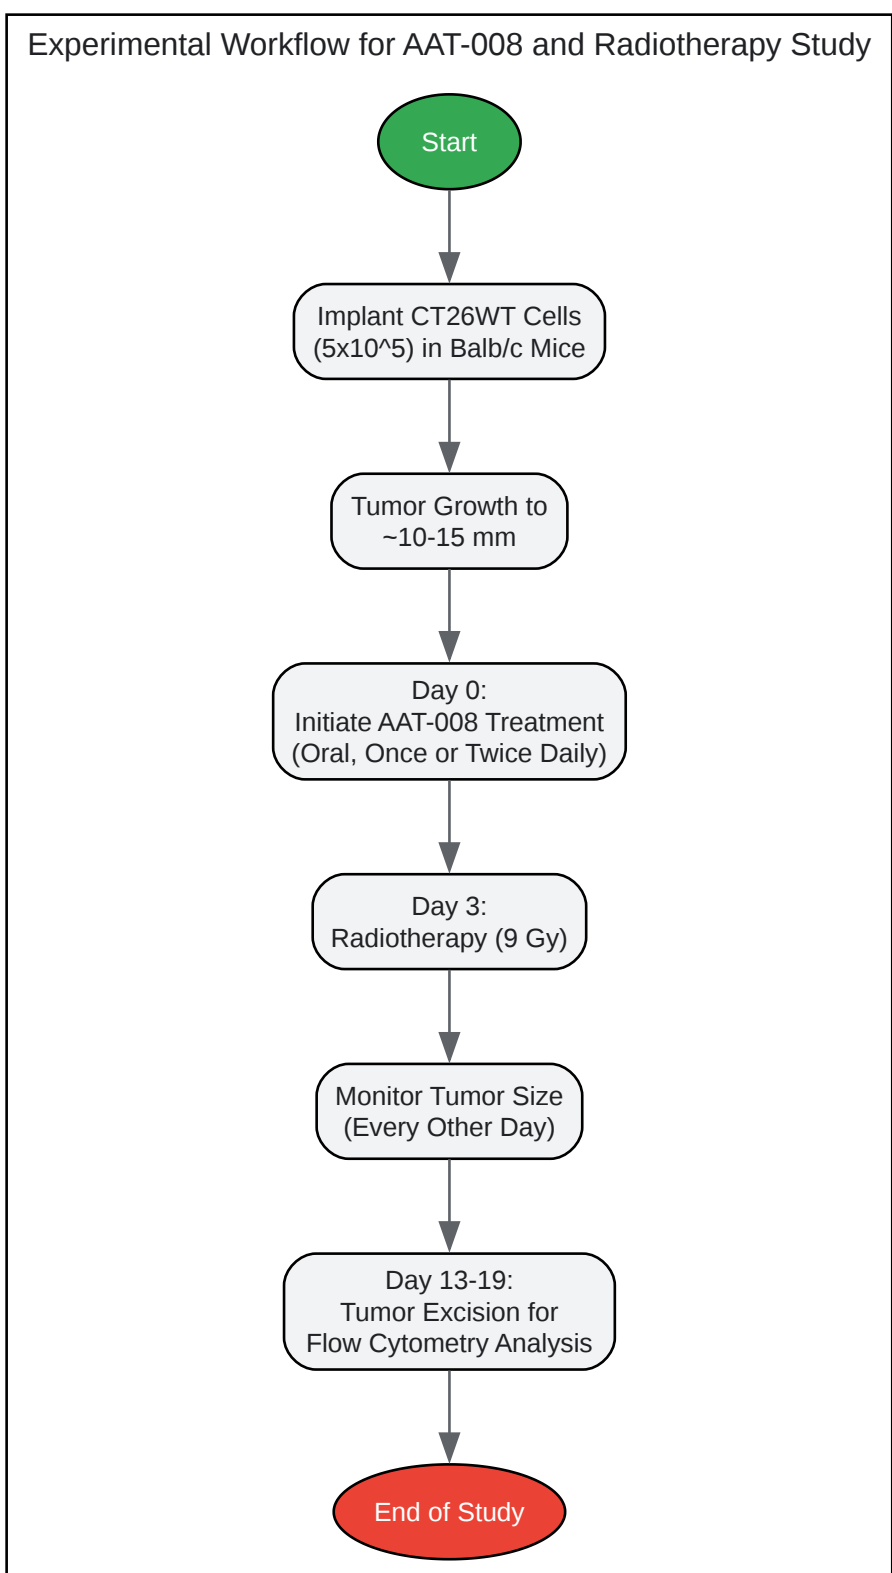 Experimental Workflow for AAT-008 and Radiotherapy Study
Start
Implant CT26WT Cells
(5x10^5) in Balb/c Mice
Tumor Growth to
~10-15 mm
Day 0:
Initiate AAT-008 Treatment
(Oral, Once or Twice Daily)
Day 3:
Radiotherapy (9 Gy)
Monitor Tumor Size
(Every Other Day)
Day 13-19:
Tumor Excision for
Flow Cytometry Analysis
End of Study